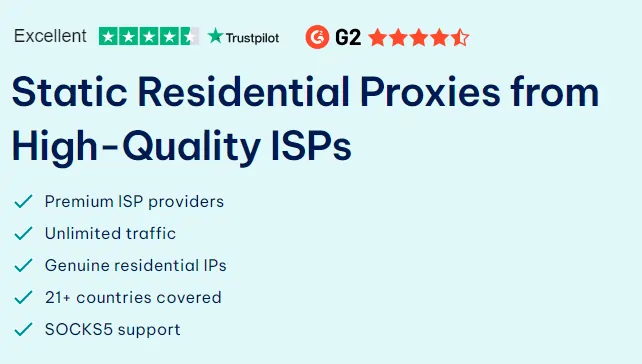 Excellent Trustpilot G2
Static Residential Proxies from
High-Quality ISPs
Premium ISP providers
Unlimited traffic
Genuine residential IPs
21+ countries covered
SOCKS5 support